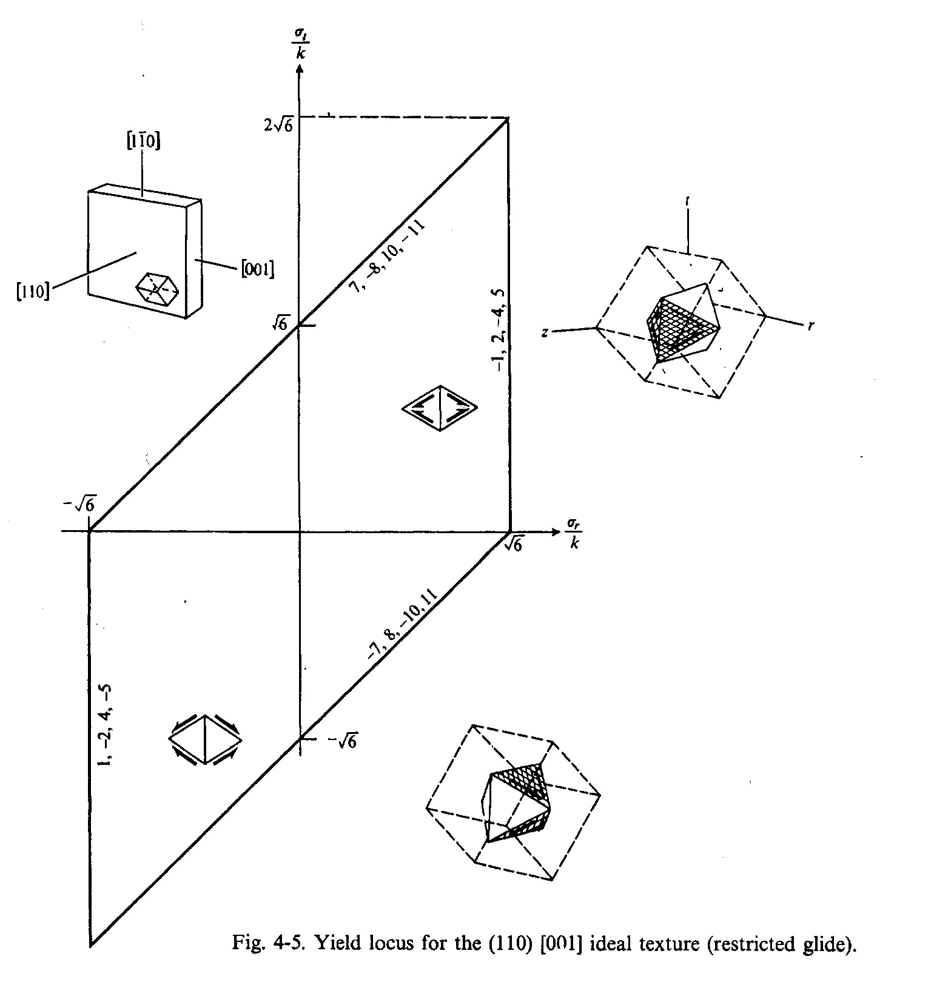 σt/k
2√6
[11̄0]
7, -8, 10, -11
t
[001]
[110]
√6
-1, 2, -4, 5
z
r
-√6
σr/k
√6
-7, 8, -10, 11
1, -2, 4, -5
-√6
Fig. 4-5. Yield locus for the (110) [001] ideal texture (restricted glide).